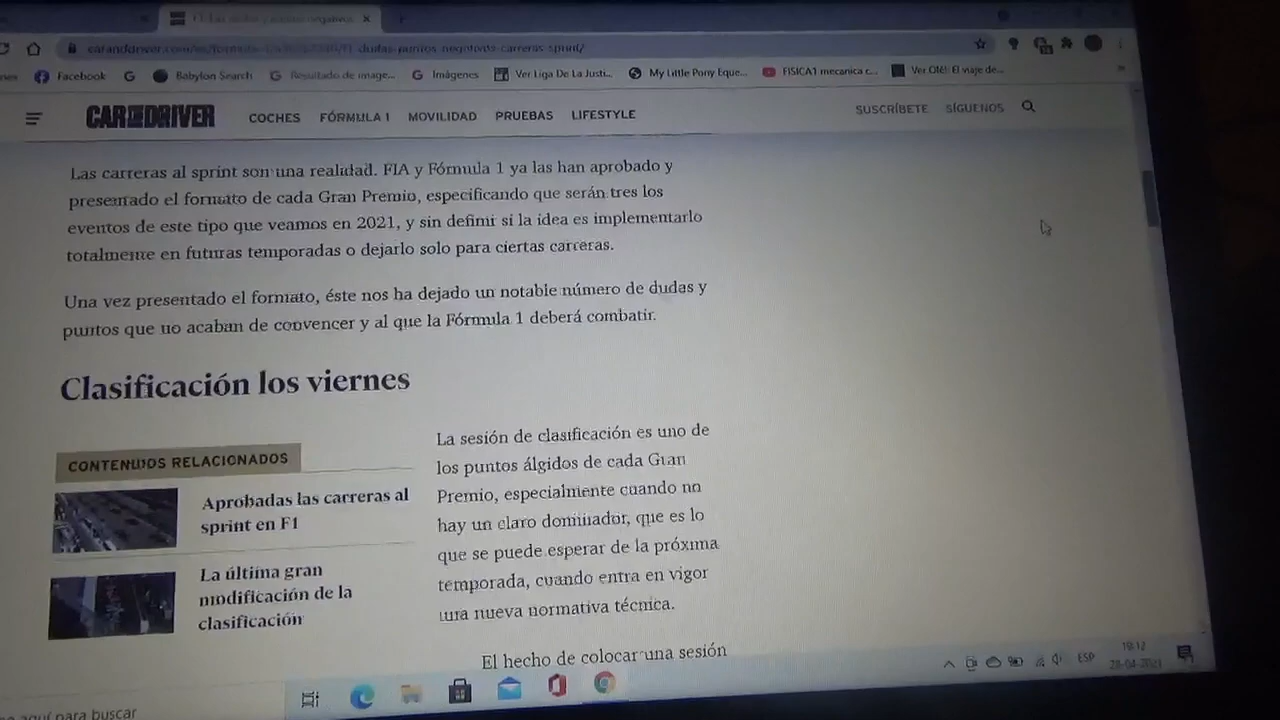 caranddriver.com/es/formula-1/
dudas-puntos-negativos-carreras-sprint/
Facebook
G
Babylon Search
Resultado de image...
Imágenes
Ver Liga De La Justi...
My Little Pony Eque...
FISICA1 mecanica c...
Ver Olé! El viaje de...
CAR AND DRIVER
COCHES
FÓRMULA 1
MOVILIDAD
PRUEBAS
LIFESTYLE
SUSCRÍBETE
SÍGUENOS
Las carreras al sprint son una realidad. FIA y Fórmula 1 ya las han aprobado y
presentado el formato de cada Gran Premio, especificando que serán tres los
eventos de este tipo que veamos en 2021, y sin definir si la idea es implementarlo
totalmente en futuras temporadas o dejarlo solo para ciertas carreras.
Una vez presentado el formato, éste nos ha dejado un notable número de dudas y
puntos que no acaban de convencer y al que la Fórmula 1 deberá combatir.
Clasificación los viernes
CONTENIDOS RELACIONADOS
Aprobadas las carreras al
sprint en F1
La última gran
modificación de la
clasificación
La sesión de clasificación es uno de
los puntos álgidos de cada Gran
Premio, especialmente cuando no
hay un claro dominador, que es lo
que se puede esperar de la próxima
temporada, cuando entra en vigor
una nueva normativa técnica.
El hecho de colocar una sesión
aquí para buscar
ESP
19:12
28-04-2021